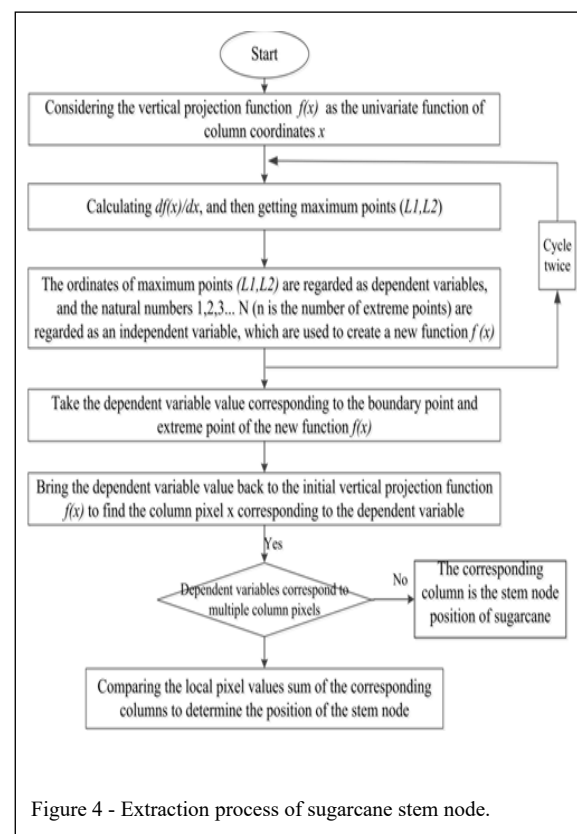 Start
Considering the vertical projection function f(x) as the univariate function of
column coordinates x
Calculating df(x)/dx, and then getting maximum points (L1,L2)
Cycle
twice
The ordinates of maximum points (L1,L2) are regarded as dependent variables,
and the natural numbers 1,2,3... N (n is the number of extreme points) are
regarded as an independent variable, which are used to create a new function f (x)
Take the dependent variable value corresponding to the boundary point and
extreme point of the new function f(x)
Bring the dependent variable value back to the initial vertical projection function
f(x) to find the column pixel x corresponding to the dependent variable
Yes
Dependent variables correspond to
multiple column pixels
No
The corresponding
column is the stem node
position of sugarcane
Comparing the local pixel values sum of the corresponding
columns to determine the position of the stem node
Figure 4 - Extraction process of sugarcane stem node.